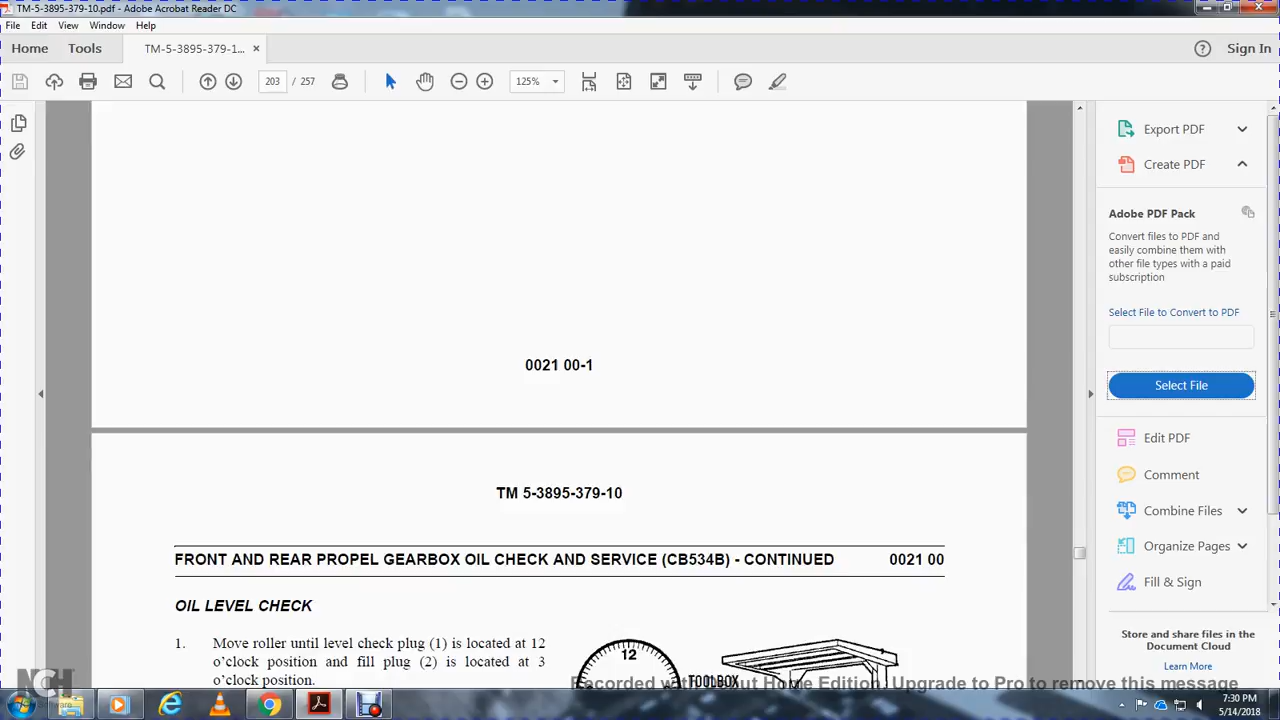 TM-5-3895-379-10.pdf - Adobe Acrobat Reader DC
File Edit View Window Help
Home Tools TM-5-3895-379-1... × Sign In
203 / 257 125%
Export PDF
Create PDF
Adobe PDF Pack
Convert files to PDF and
easily combine them with
other file types with a paid
subscription
Select File to Convert to PDF
Select File
Edit PDF
Comment
Combine Files
Organize Pages
Fill & Sign
Store and share files in the
Document Cloud
Learn More
0021 00-1
TM 5-3895-379-10
FRONT AND REAR PROPEL GEARBOX OIL CHECK AND SERVICE (CB534B) - CONTINUED 0021 00
OIL LEVEL CHECK
1. Move roller until level check plug (1) is located at 12
o'clock position and fill plug (2) is located at 3
o'clock position.
12
TOOLBOX
Home Edition. Upgrade to Pro to remove this message
NCH
7:30 PM
5/14/2018